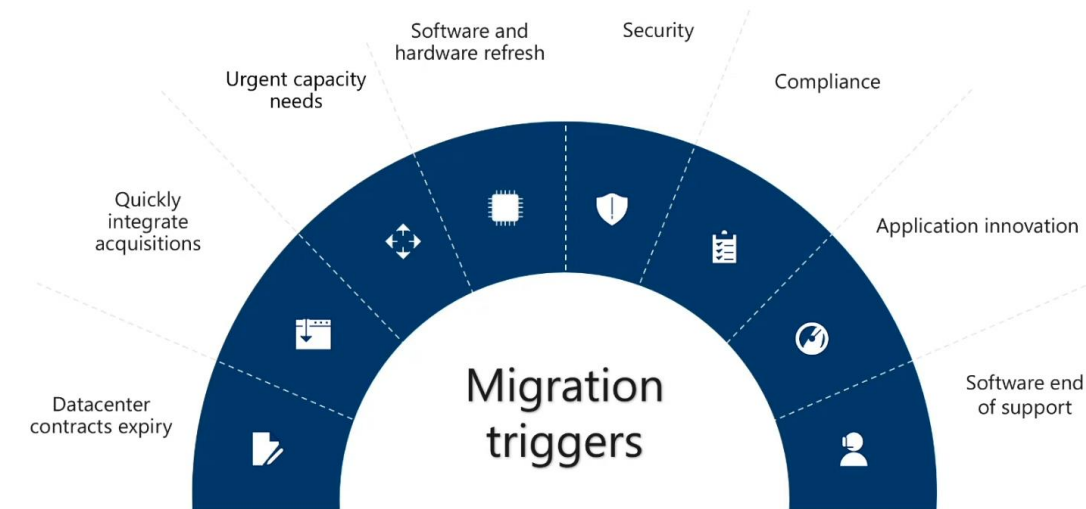 Software and
hardware refresh
Security
Urgent capacity
needs
Compliance
Quickly
integrate
acquisitions
Application innovation
Migration
triggers
Datacenter
contracts expiry
Software end
of support